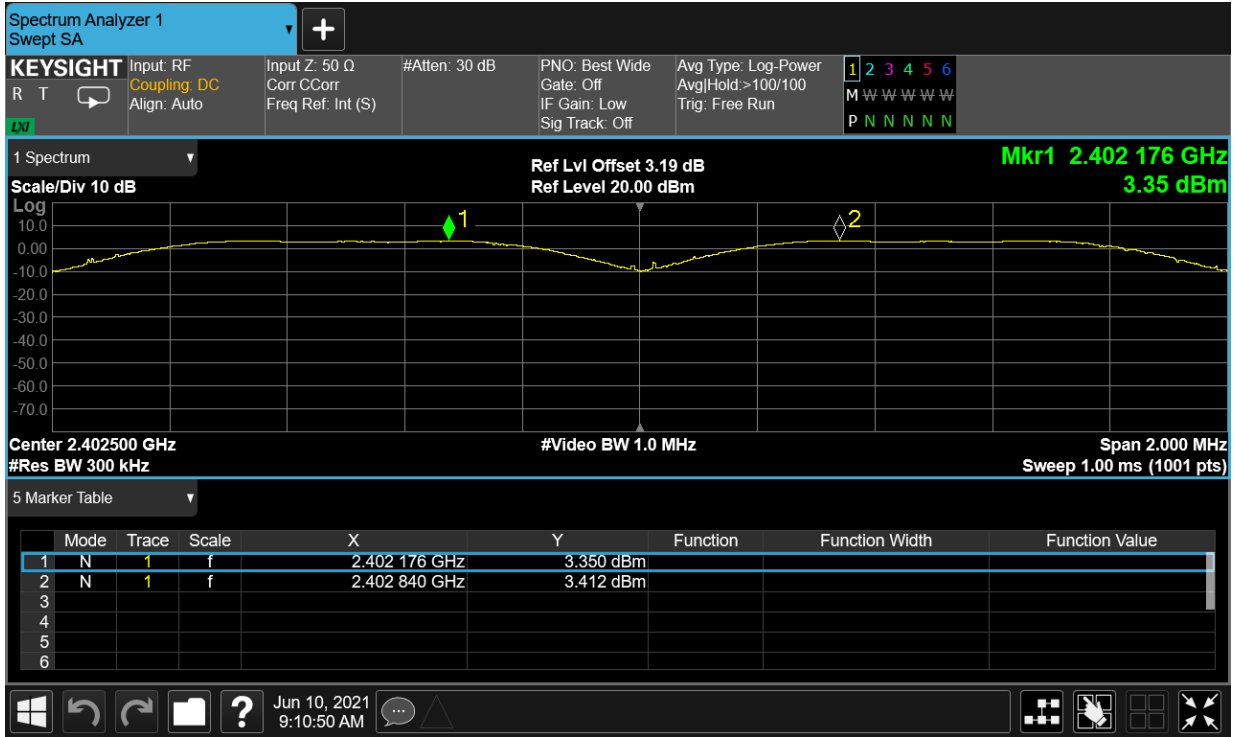 Spectrum Analyzer 1
Swept SA
KEYSIGHT
R T
LXI
Input: RF
Coupling: DC
Align: Auto
Input Z: 50 Ω
Corr CCorr
Freq Ref: Int (S)
#Atten: 30 dB
PNO: Best Wide
Gate: Off
IF Gain: Low
Sig Track: Off
Avg Type: Log-Power
Avg|Hold:>100/100
Trig: Free Run
1 2 3 4 5 6
M W W W W W
P N N N N N
1 Spectrum
Scale/Div 10 dB
Ref Lvl Offset 3.19 dB
Ref Level 20.00 dBm
Mkr1 2.402 176 GHz
3.35 dBm
Log
1
2
10.0
0.00
-10.0
-20.0
-30.0
-40.0
-50.0
-60.0
-70.0
Center 2.402500 GHz
#Video BW 1.0 MHz
Span 2.000 MHz
#Res BW 300 kHz
Sweep 1.00 ms (1001 pts)
5 Marker Table
Mode Trace Scale X Y Function Function Width Function Value
1 N 1 f 2.402 176 GHz 3.350 dBm
2 N 1 f 2.402 840 GHz 3.412 dBm
3
4
5
6
?
Jun 10, 2021
9:10:50 AM